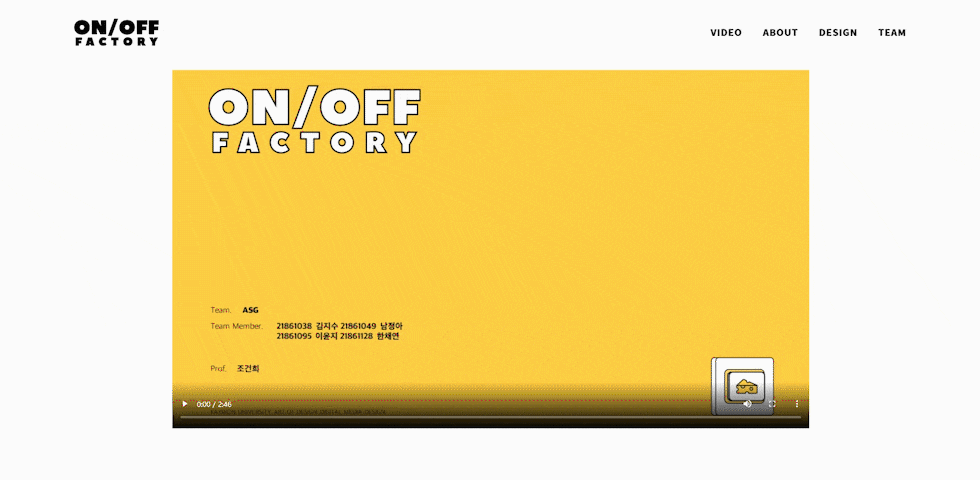 ON/OFF
FACTORY
VIDEO ABOUT DESIGN TEAM
ON/OFF
FACTORY
Team. ASG
Team Member. 21861038 김지수 21861049 남정아
21861095 이윤지 21861128 한채연
Prof. 조건희
0:00 / 2:46